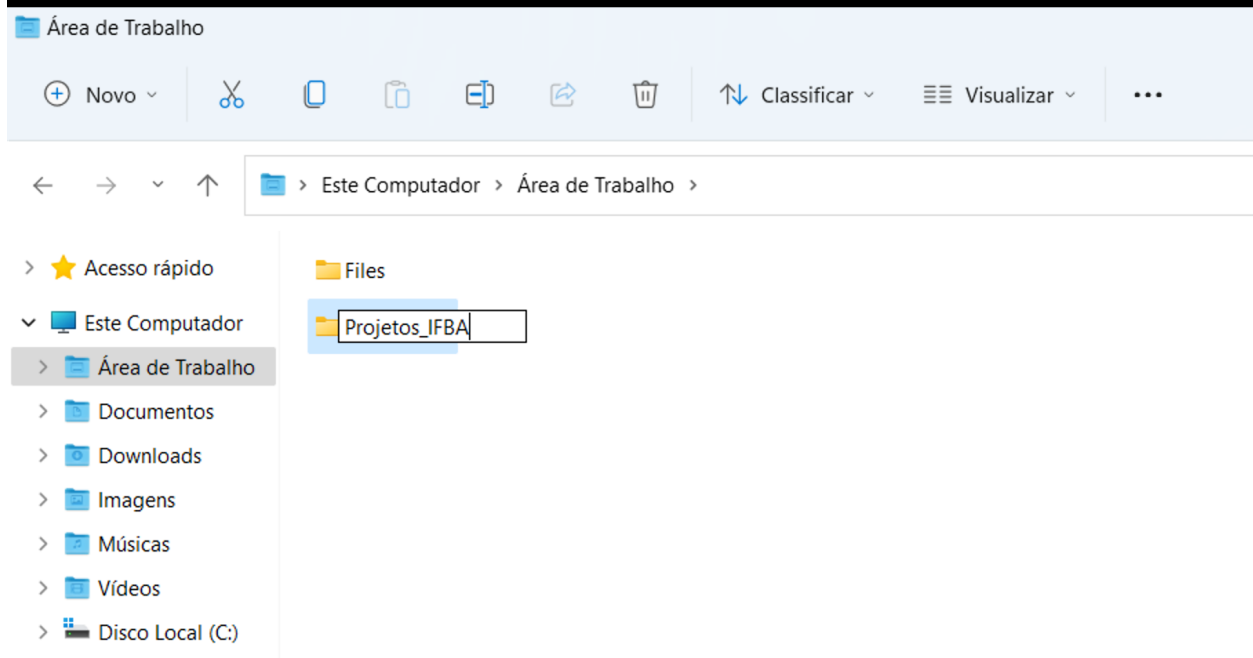 Área de Trabalho
Novo
Classificar
Visualizar
Este Computador > Área de Trabalho >
Acesso rápido
Este Computador
Área de Trabalho
Documentos
Downloads
Imagens
Músicas
Vídeos
Disco Local (C:)
Files
Projetos_IFBA